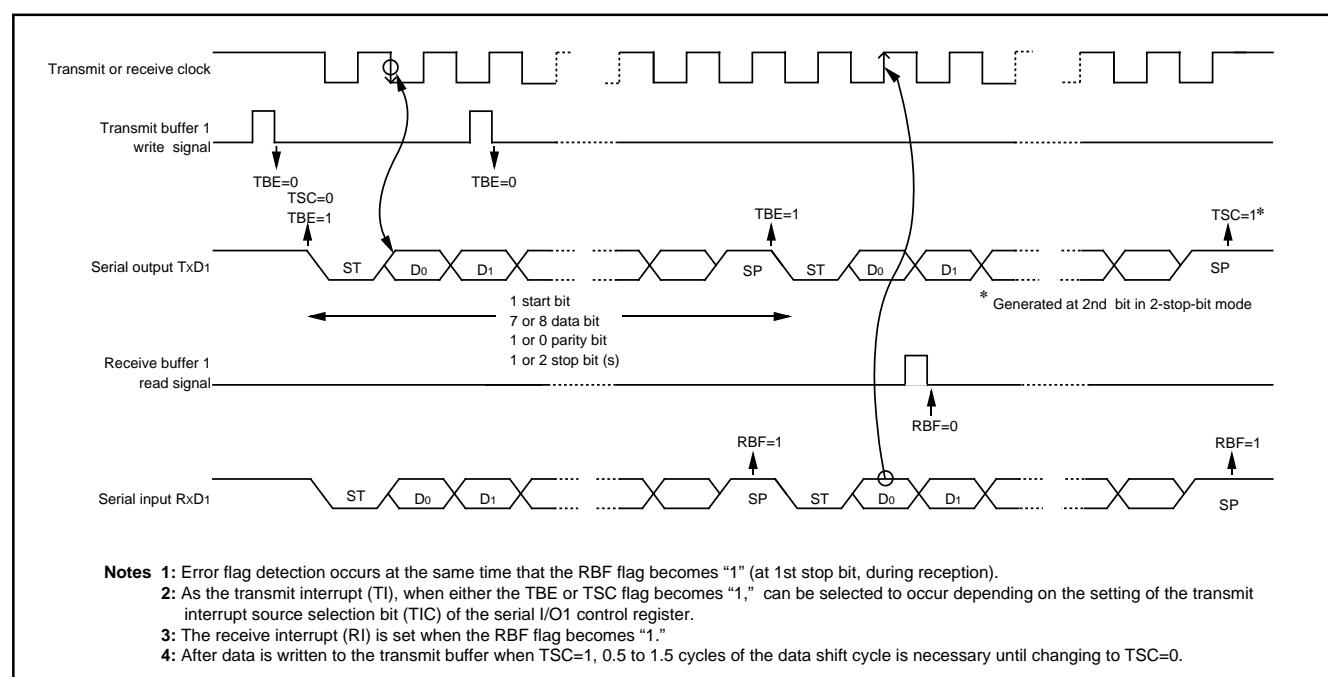 Transmit or receive clock
Transmit buffer 1
write signal
TBE=0
TBE=0
TSC=0
TBE=1
TBE=1
TSC=1*
Serial output TxD1
ST
D0
D1
SP
ST
D0
D1
SP
* Generated at 2nd bit in 2-stop-bit mode
1 start bit
7 or 8 data bit
1 or 0 parity bit
1 or 2 stop bit (s)
Receive buffer 1
read signal
RBF=0
RBF=1
RBF=1
Serial input RxD1
ST
D0
D1
SP
ST
D0
D1
SP
Notes 1: Error flag detection occurs at the same time that the RBF flag becomes “1” (at 1st stop bit, during reception).
2: As the transmit interrupt (TI), when either the TBE or TSC flag becomes “1,” can be selected to occur depending on the setting of the transmit
interrupt source selection bit (TIC) of the serial I/O1 control register.
3: The receive interrupt (RI) is set when the RBF flag becomes “1.”
4: After data is written to the transmit buffer when TSC=1, 0.5 to 1.5 cycles of the data shift cycle is necessary until changing to TSC=0.